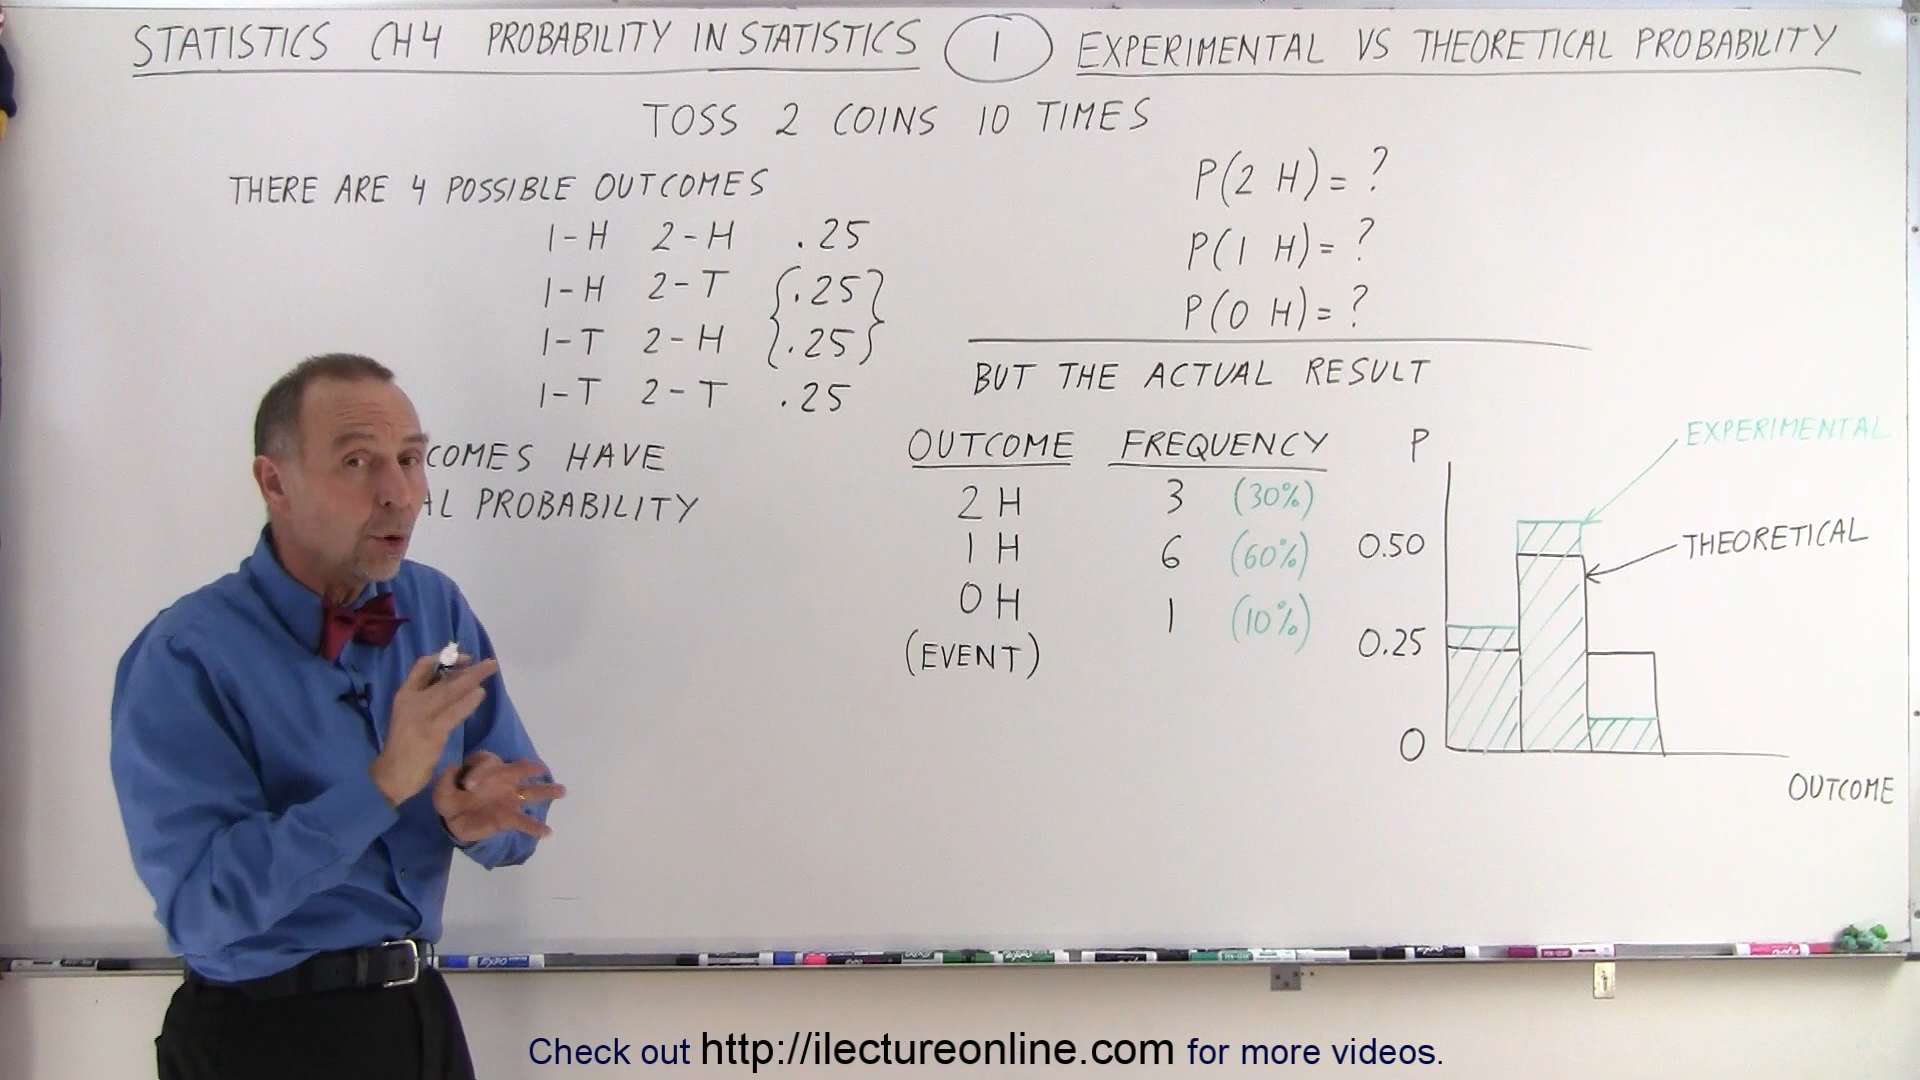 STATISTICS CH4 PROBABILITY IN STATISTICS 1 EXPERIMENTAL VS THEORETICAL PROBABILITY
TOSS 2 COINS 10 TIMES
THERE ARE 4 POSSIBLE OUTCOMES
1-H 2-H .25
1-H 2-T .25
1-T 2-H .25
1-T 2-T .25
COMES HAVE
AL PROBABILITY
P(2 H) = ?
P(1 H) = ?
P(0 H) = ?
BUT THE ACTUAL RESULT
OUTCOME FREQUENCY
2 H 3 (30%)
1 H 6 (60%)
0 H 1 (10%)
(EVENT)
P
0.50
0.25
0
EXPERIMENTAL
THEORETICAL
OUTCOME
Check out http://ilectureonline.com for more videos.